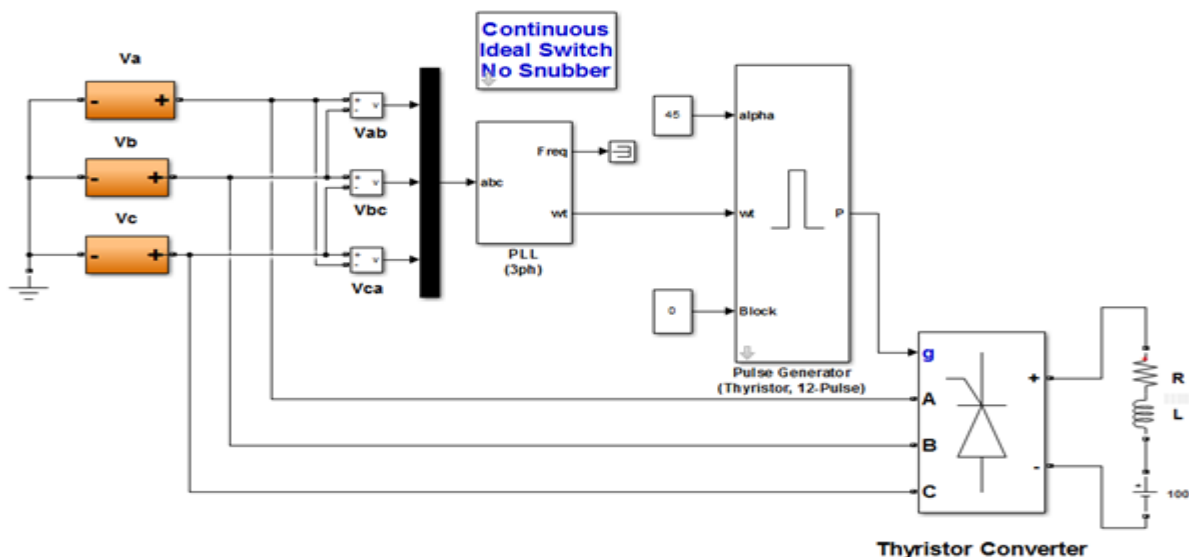 Continuous
Ideal Switch
No Snubber
Va
- +
Vb
- +
Vc
- +
+
-
v
Vab
+
-
v
Vbc
+
-
v
Vca
abc
Freq
wt
PLL
(3ph)
45
0
alpha
wt
P
Block
Pulse Generator
(Thyristor, 12-Pulse)
g
A
B
C
+
-
R
L
+
100
Thyristor Converter